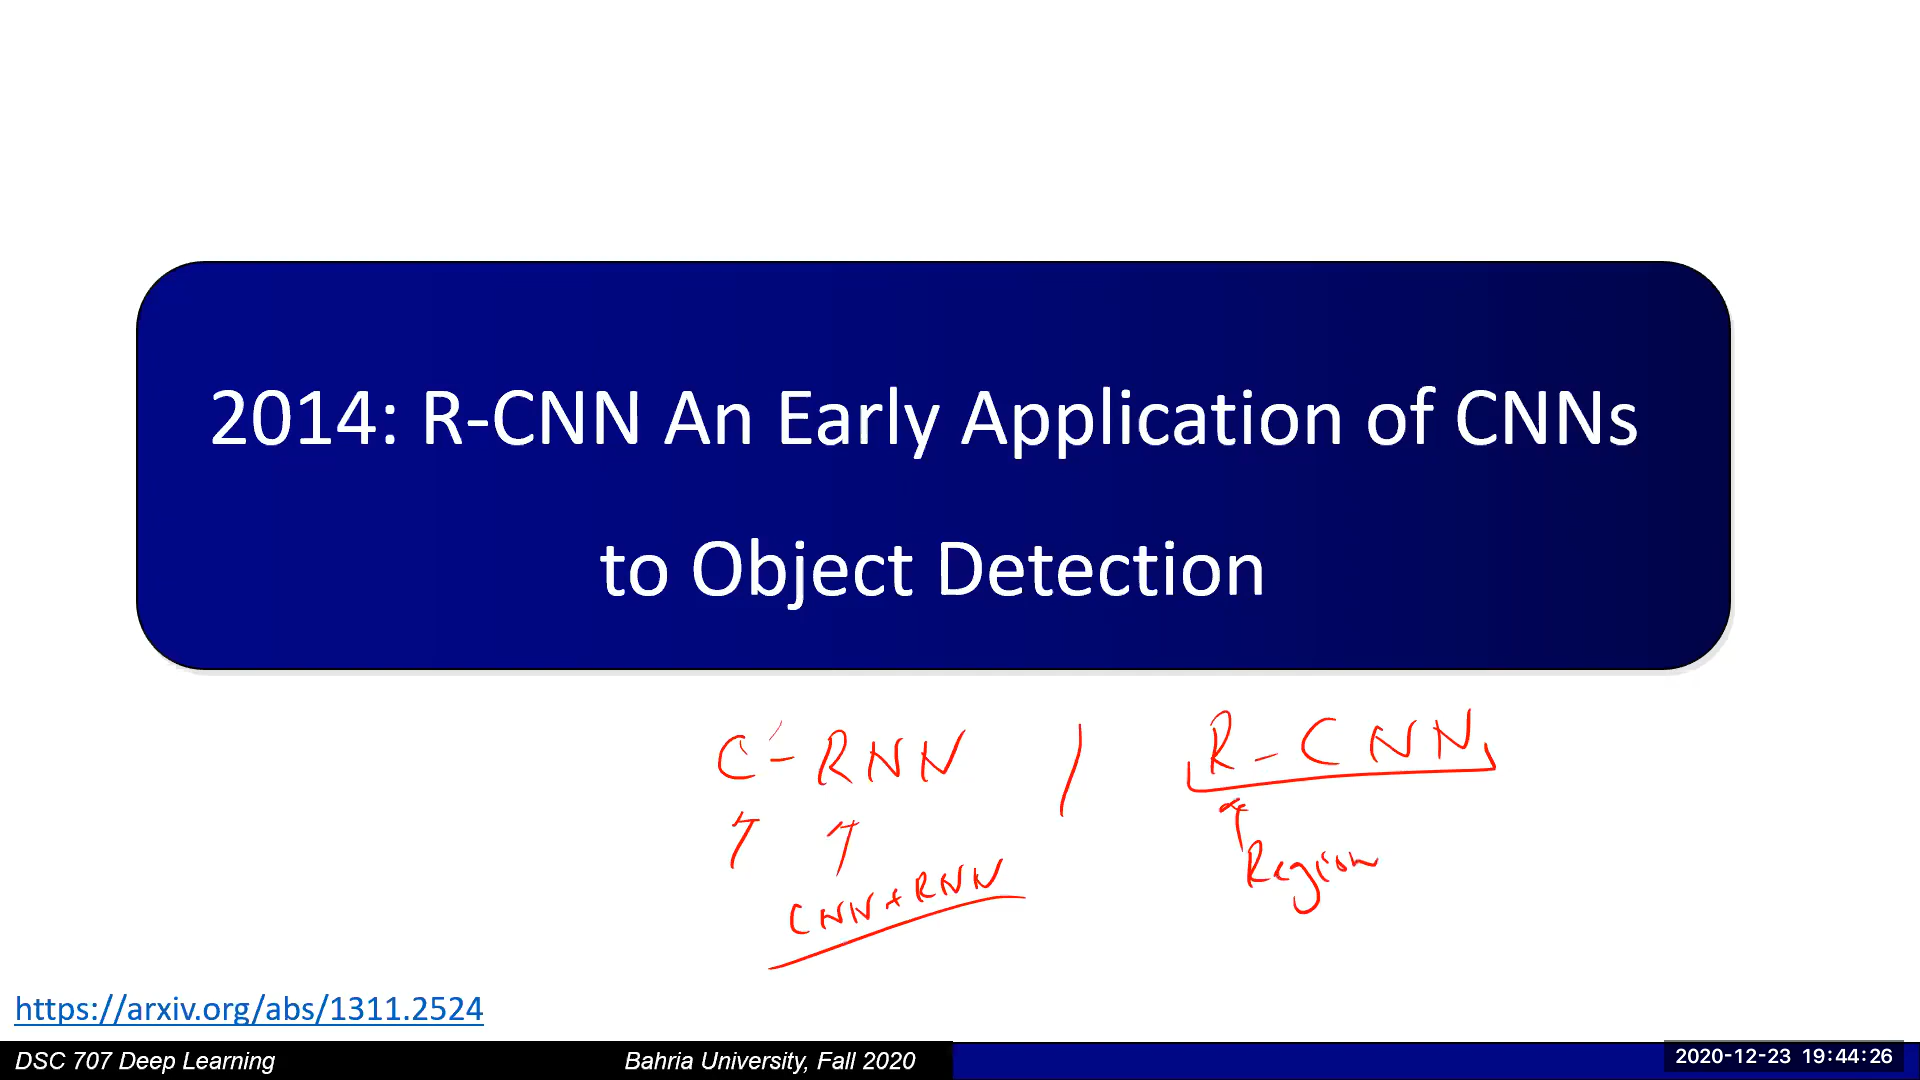 2014: R-CNN An Early Application of CNNs
to Object Detection
C-RNN / R-CNN
CNN+RNN
Region
https://arxiv.org/abs/1311.2524
DSC 707 Deep Learning Bahria University, Fall 2020 2020-12-23 19:44:26